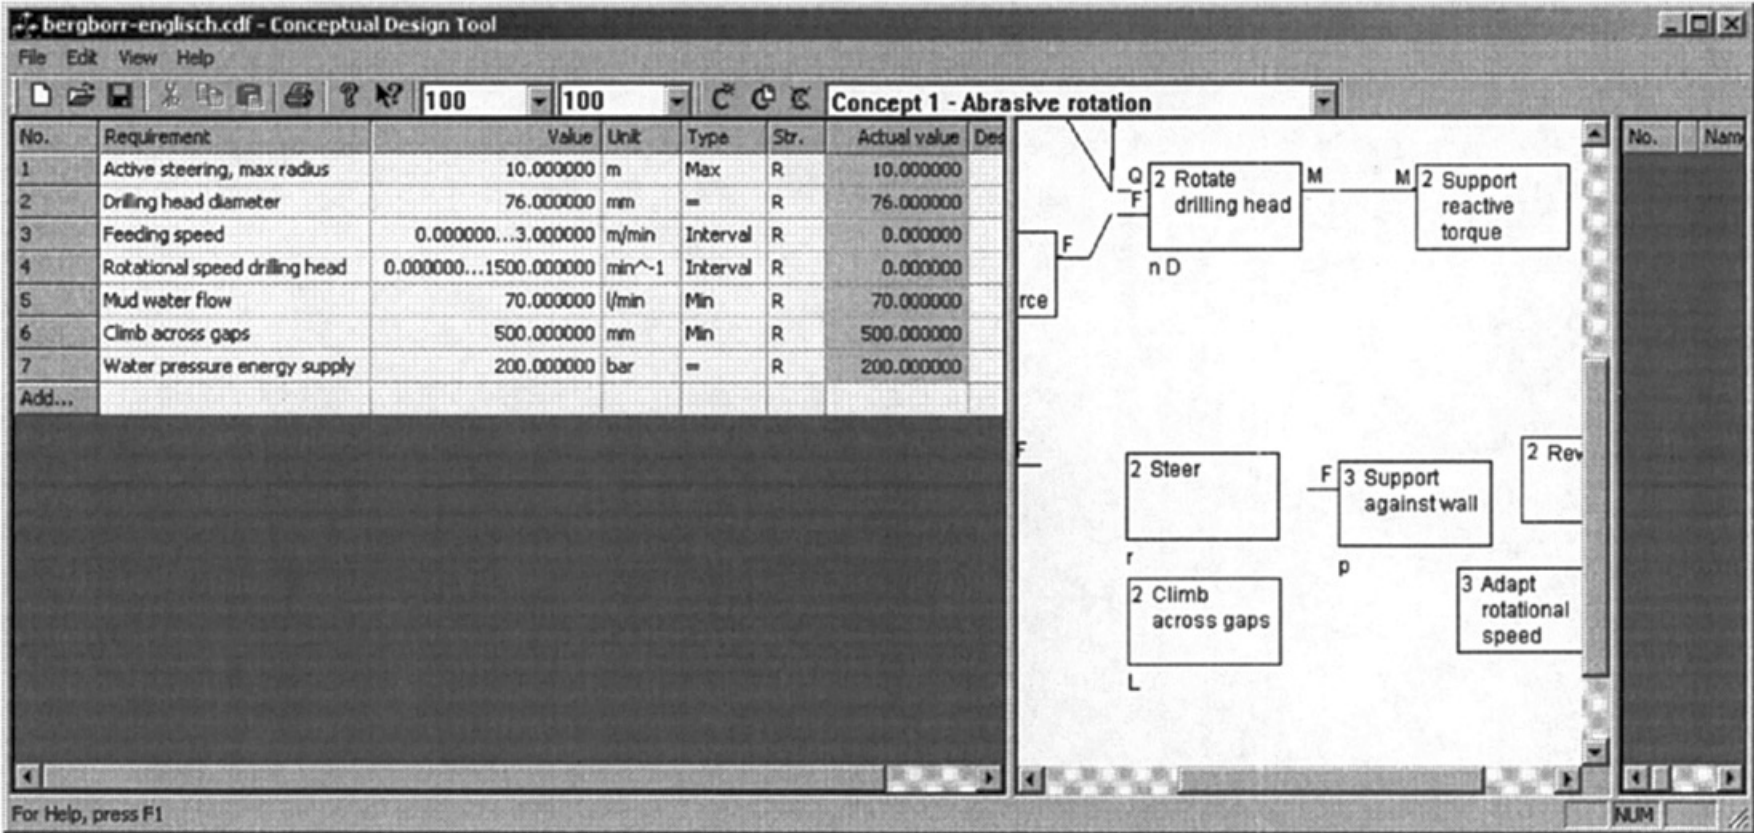 bergborr-englisch.cdf - Conceptual Design Tool
File Edit View Help
100 100 Concept 1 - Abrasive rotation
No. Requirement Value Unit Type Str. Actual value Des
1 Active steering, max radius 10.000000 m Max R 10.000000
2 Drilling head diameter 76.000000 mm = R 76.000000
3 Feeding speed 0.000000...3.000000 m/min Interval R 0.000000
4 Rotational speed drilling head 0.000000...1500.000000 min^-1 Interval R 0.000000
5 Mud water flow 70.000000 l/min Min R 70.000000
6 Climb across gaps 500.000000 mm Min R 500.000000
7 Water pressure energy supply 200.000000 bar = R 200.000000
Add...
Q 2 Rotate M M 2 Support
F drilling head reactive
torque
F
n D
rce
F
2 Steer
F 3 Support
against wall
2 Rev
r
p
2 Climb
across gaps
3 Adapt
rotational
speed
L
No. Nam
For Help, press F1
NUM